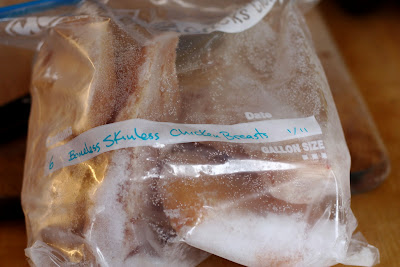 Date
6 Boneless Skinless Chicken Breasts 1/11
GALLON SIZE